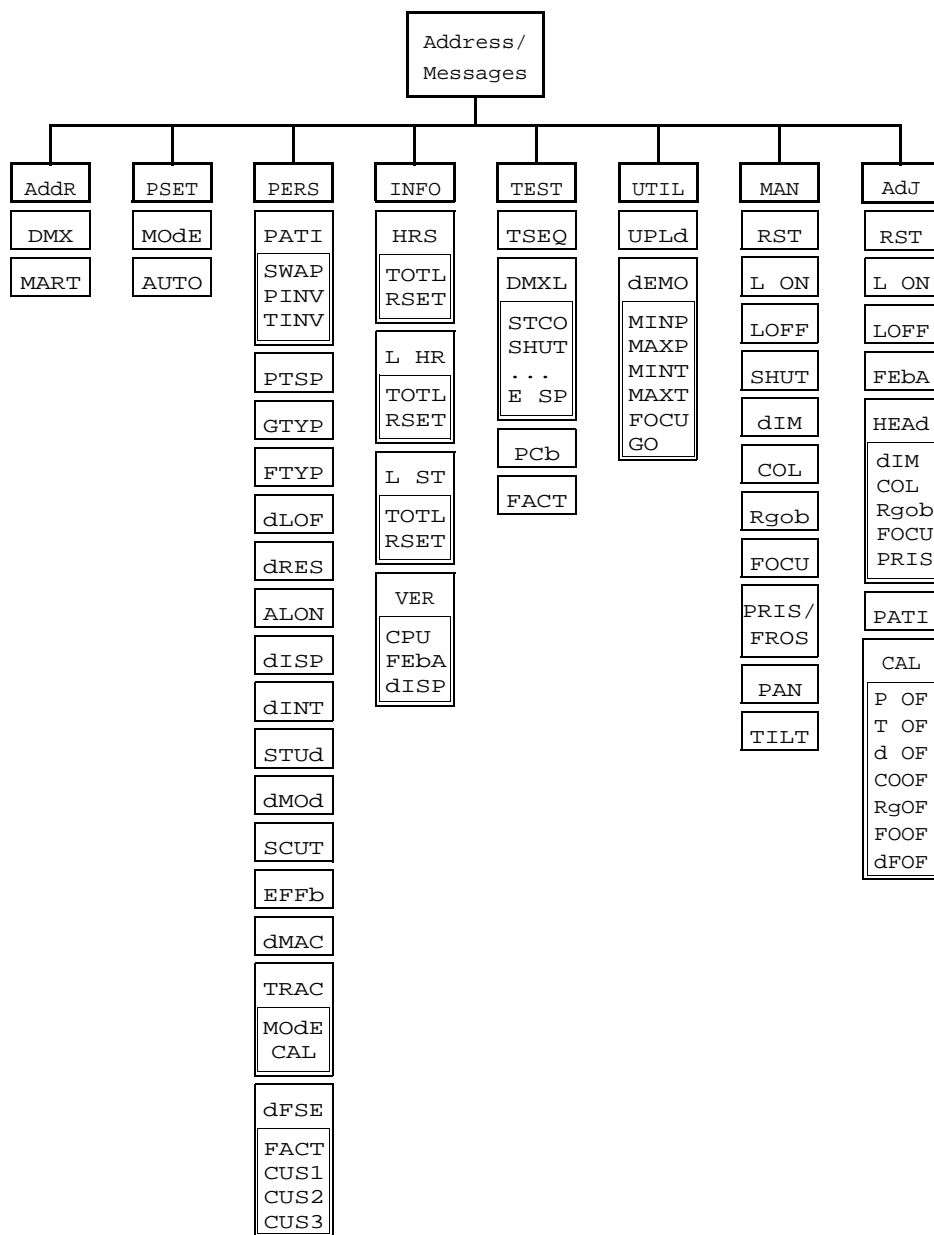 Address/
Messages
AddR
DMX
MART
PSET
MOdE
AUTO
PERS
PATI
SWAP
PINV
TINV
PTSP
GTYP
FTYP
dLOF
dRES
ALON
dISP
dINT
STUd
dMOd
SCUT
EFFb
dMAC
TRAC
MOdE
CAL
dFSE
FACT
CUS1
CUS2
CUS3
INFO
HRS
TOTL
RSET
L HR
TOTL
RSET
L ST
TOTL
RSET
VER
CPU
FEbA
dISP
TEST
TSEQ
DMXL
STCO
SHUT
...
E SP
PCb
FACT
UTIL
UPLd
dEMO
MINP
MAXP
MINT
MAXT
FOCU
GO
MAN
RST
L ON
LOFF
SHUT
dIM
COL
Rgob
FOCU
PRIS/
FROS
PAN
TILT
AdJ
RST
L ON
LOFF
FEbA
HEAd
dIM
COL
Rgob
FOCU
PRIS
PATI
CAL
P OF
T OF
d OF
COOF
RgOF
FOOF
dFOF